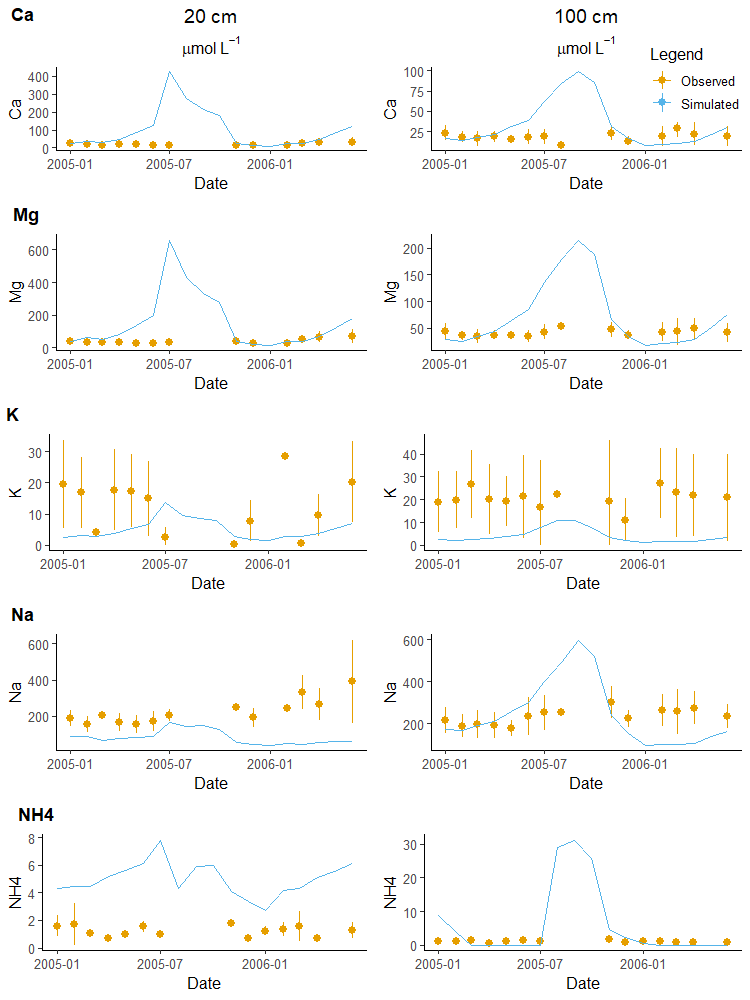 Ca
20 cm
100 cm
μmol L−1
μmol L−1
Legend
Observed
Simulated
Ca
400
300
200
100
0
2005-01
2005-07
2006-01
Date
Ca
100
75
50
25
2005-01
2005-07
2006-01
Date
Mg
Mg
600
400
200
0
2005-01
2005-07
2006-01
Date
Mg
200
150
100
50
2005-01
2005-07
2006-01
Date
K
K
30
20
10
0
2005-01
2005-07
2006-01
Date
K
40
30
20
10
0
2005-01
2005-07
2006-01
Date
Na
Na
600
400
200
2005-01
2005-07
2006-01
Date
Na
600
400
200
2005-01
2005-07
2006-01
Date
NH4
NH4
8
6
4
2
0
2005-01
2005-07
2006-01
Date
NH4
30
20
10
0
2005-01
2005-07
2006-01
Date